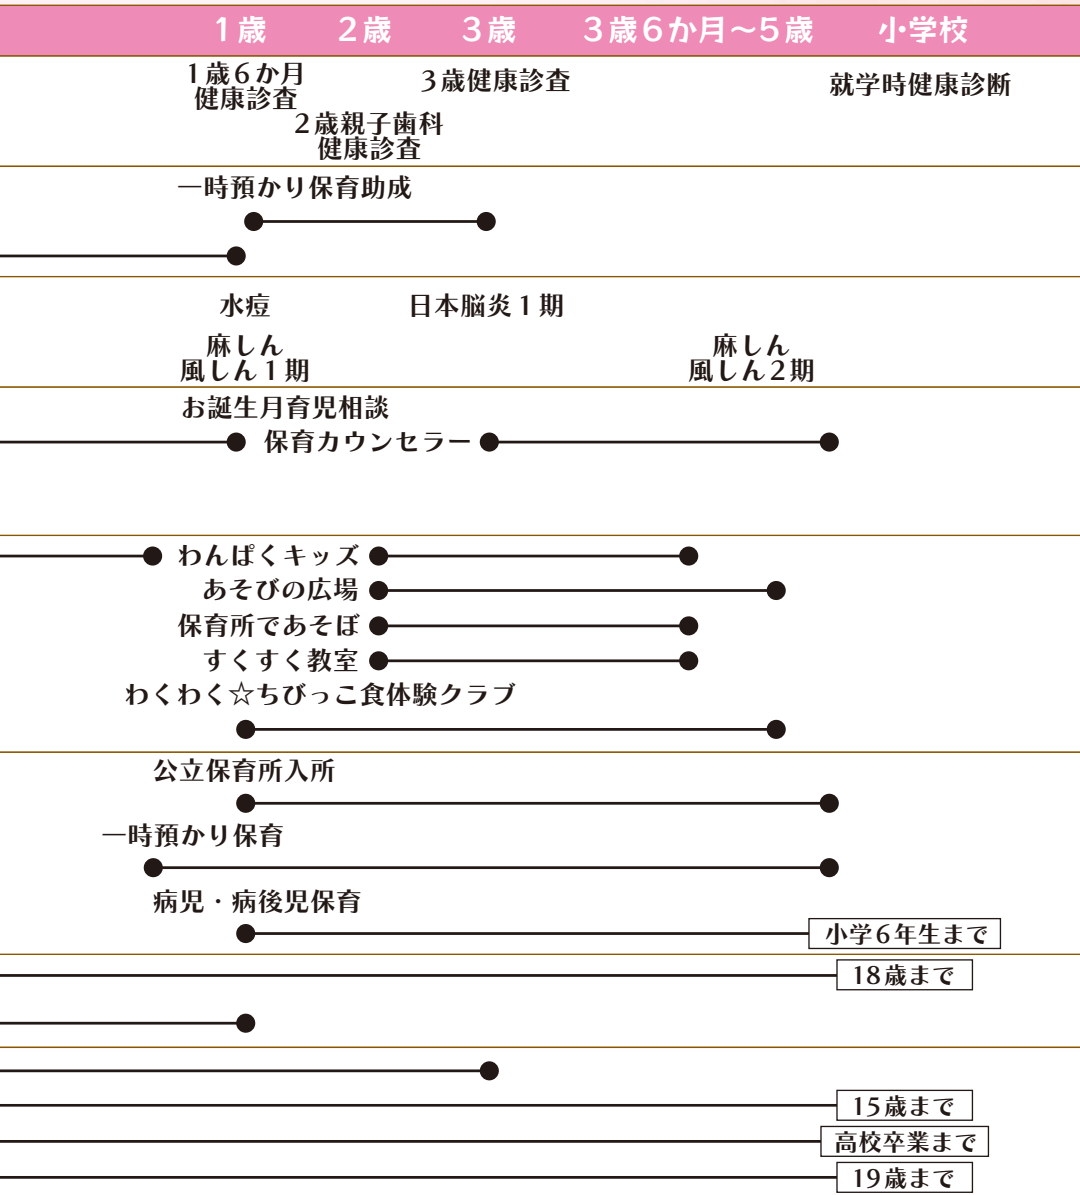 1歳 2歳 3歳 3歳6か月〜5歳 小学校
1歳6か月
健康診査
3歳健康診査
就学時健康診断
2歳親子歯科
健康診査
一時預かり保育助成
水痘 日本脳炎1期
麻しん
風しん1期
麻しん
風しん2期
お誕生月育児相談
保育カウンセラー
わんぱくキッズ
あそびの広場
保育所であそぼ
すくすく教室
わくわく☆ちびっこ食体験クラブ
公立保育所入所
一時預かり保育
病児・病後児保育
小学6年生まで
18歳まで
15歳まで
高校卒業まで
19歳まで